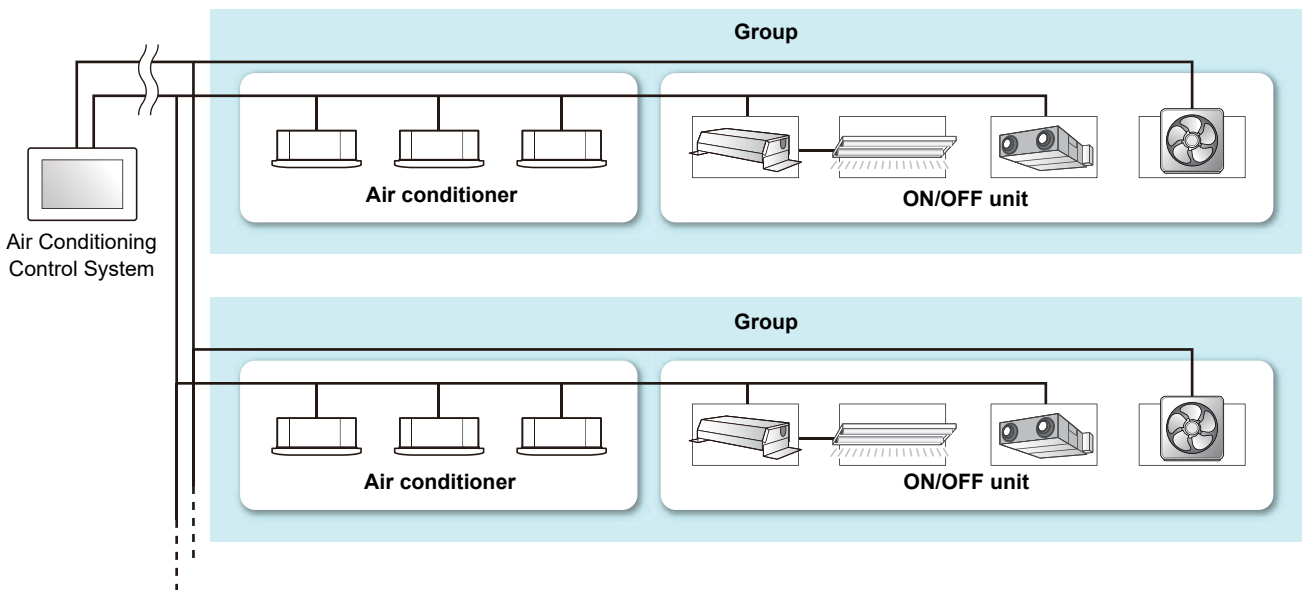 Group
Air conditioner
ON/OFF unit
Air Conditioning
Control System
Group
Air conditioner
ON/OFF unit